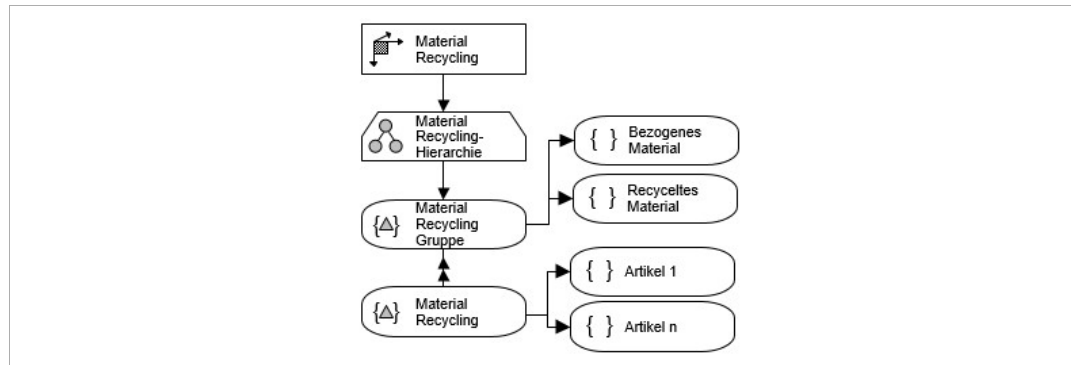 Material
Recycling
Material
Recycling-
Hierarchie
{ } Bezogenes
Material
{ } Recyceltes
Material
Material
Recycling
Gruppe
{ } Artikel 1
Material
Recycling
{ } Artikel n